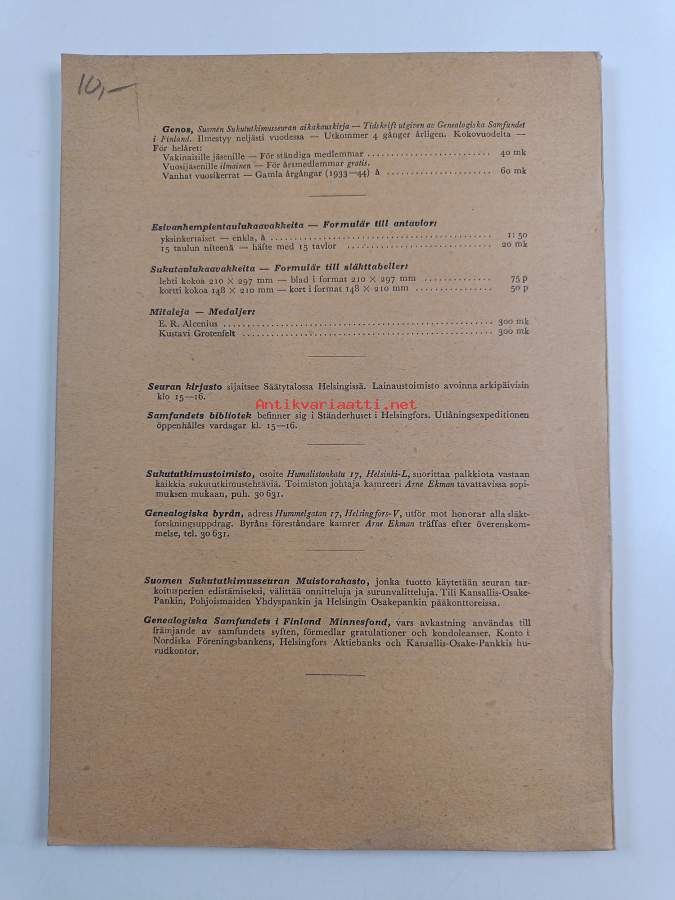 10,—
Genos, Suomen Sukututkimusseuran aikakauskirja — Tidskrift utgiven av Genealogiska Samfundet
i Finland. Ilmestyy neljästi vuodessa — Utkommer 4 gånger årligen. Kokovuodelta —
För helåret:
Vakinaisille jäsenille — För ständiga medlemmar .......................... 40 mk
Vuosijäsenille ilmainen — För årsmedlemmar gratis.
Vanhat vuosikerrat — Gamla årgångar (1933—44) à ...................... 60 mk
Esivanhempientaulukaavakkeita — Formulär till antavlor:
yksinkertaiset — enkla, à .............................................. 1: 50
15 taulun niteenä — häfte med 15 tavlor .............................. 20 mk
Sukutaulukaavakkeita — Formulär till släkttabeller:
lehti kokoa 210 × 297 mm — blad i format 210 × 297 mm .............. 75 p
kortti kokoa 148 × 210 mm — kort i format 148 × 210 mm ................ 50 p
Mitaleja — Medaljer:
E. R. Alcenius ........................................................ 300 mk
Kustavi Grotenfelt .................................................... 300 mk
Seuran kirjasto sijaitsee Säätytalossa Helsingissä. Lainaustoimisto avoinna arkipäivisin
klo 15—16.
Antikvariaatti.net
Samfundets bibliotek befinner sig i Ständerhuset i Helsingfors. Utlåningsexpeditionen
öppenhålles vardagar kl. 15—16.
Sukututkimustoimisto, osoite Humalistonkatu 17, Helsinki-L, suorittaa palkkiota vastaan
kaikkia sukututkimustehtäviä. Toimiston johtaja kamreeri Arne Ekman tavattavissa sopi-
muksen mukaan, puh. 30 631.
Genealogiska byrån, adress Hummelgatan 17, Helsingfors-V, utför mot honorar alla släkt-
forskningsuppdrag. Byråns föreståndare kamrer Arne Ekman träffas efter överenskom-
melse, tel. 30 631.
Suomen Sukututkimusseuran Muistorahasto, jonka tuotto käytetään seuran tar-
koitusperien edistämiseksi, välittää onnitteluja ja surunvalitteluja. Tili Kansallis-Osake-
Pankin, Pohjoismaiden Yhdyspankin ja Helsingin Osakepankin pääkonttoreissa.
Genealogiska Samfundets i Finland Minnesfond, vars avkastning användas till
främjande av samfundets syften, förmedlar gratulationer och kondoleanser. Konto i
Nordiska Föreningsbankens, Helsingfors Aktiebanks och Kansallis-Osake-Pankkis hu-
vudkontor.